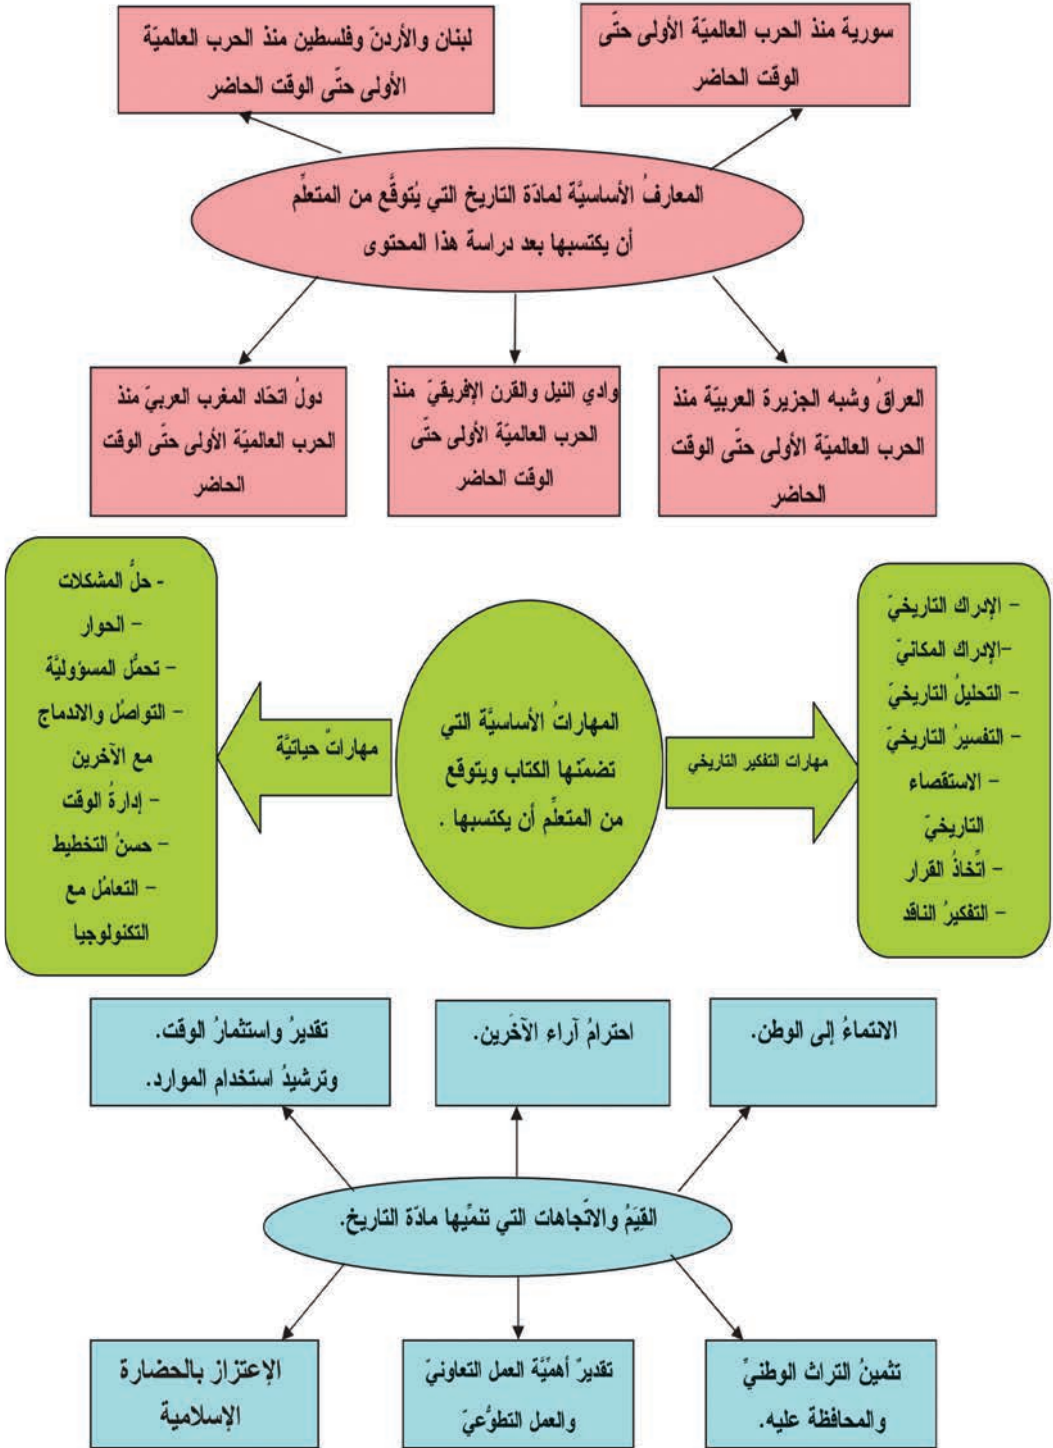 سورية منذ الحرب العالميّة الأولى حتّى
الوقت الحاضر
لبنان والأردنّ وفلسطين منذ الحرب العالميّة
الأولى حتّى الوقت الحاضر
المعارفُ الأساسيَّة لمادّة التاريخ التي يُتوقَّع من المتعلِّم
أن يكتسبها بعد دراسة هذا المحتوى
العراقُ وشبه الجزيرة العربيّة منذ
الحرب العالميّة الأولى حتّى الوقت
الحاضر
وادي النيل والقرن الإفريقيّ منذ
الحرب العالميّة الأولى حتّى
الوقت الحاضر
دولُ اتحّاد المغرب العربيّ منذ
الحرب العالميّة الأولى حتّى الوقت
الحاضر
– الإدراك التاريخيّ
–الإدراك المكانيّ
– التحليلُ التاريخيّ
– التفسيرُ التاريخيّ
– الاستقصاء
التاريخيّ
– اتِّخاذُ القرار
– التفكيرُ الناقد
مهارات التفكير التاريخي
المهاراتُ الأساسيَّة التي
تضمّنها الكتاب ويتوقع
من المتعلِّم أن يكتسبها .
مهاراتٌ حياتيَّة
- حلُّ المشكلات
– الحوار
– تحمُّل المسؤوليَّة
– التواصُل والاندماج
مع الآخرين
– إدارةُ الوقت
– حسنُ التخطيط
– التعامُل مع
التكنولوجيا
الانتماءُ إلى الوطن.
احترامُ آراء الآخَرين.
تقديرُ واستثمارُ الوقت.
وترشيدُ استخدام الموارد.
القِيَمُ والاتّجاهات التي تنمِّيها مادّة التاريخ.
تثمينُ التراث الوطنيِّ
والمحافظة عليه.
تقديرُ أهمّيَّة العمل التعاونيّ
والعمل التطوُّعيّ
الإعتزاز بالحضارة
الإسلامية